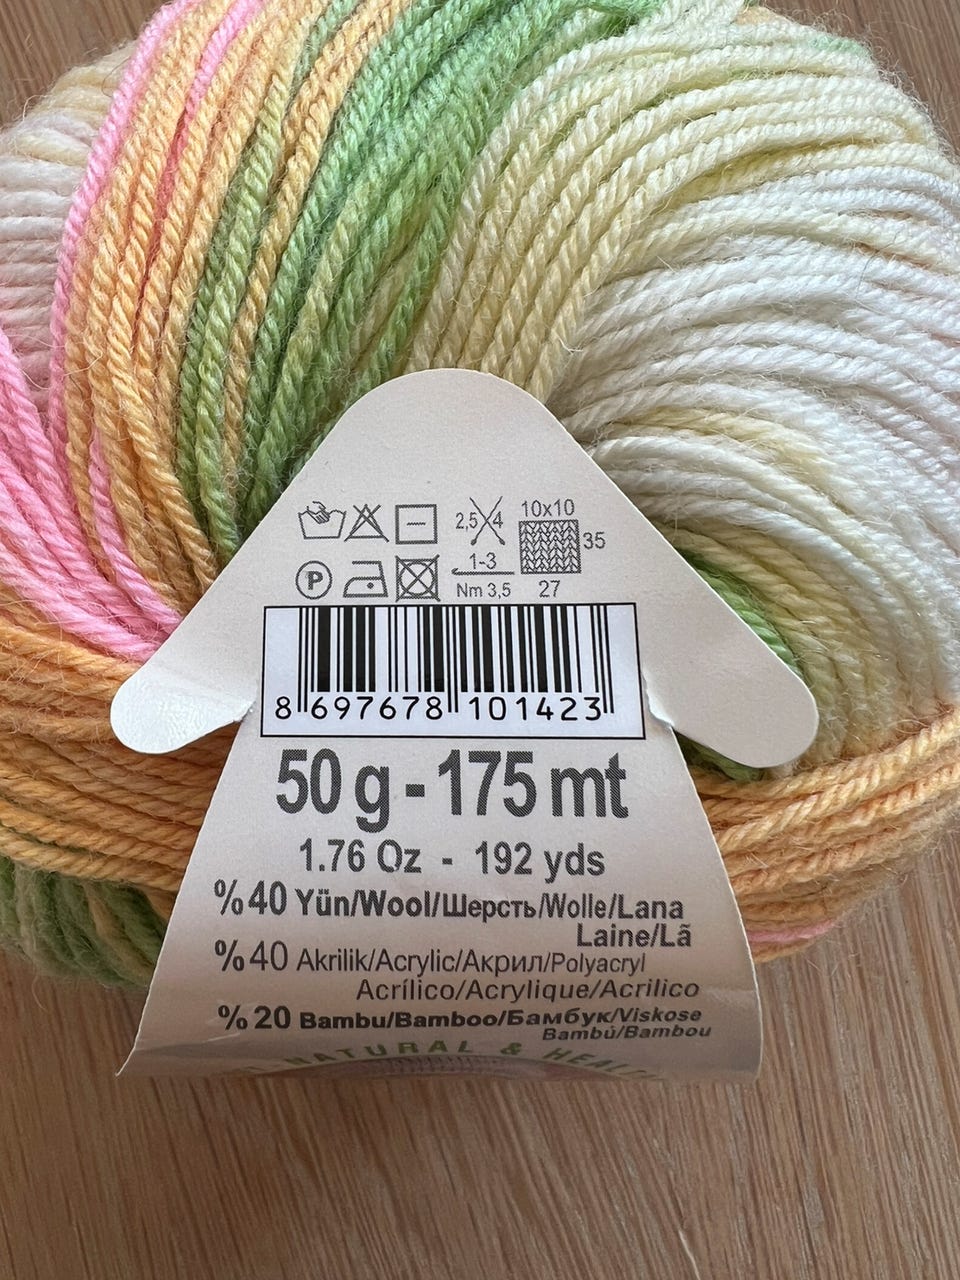 2,5 4
10x10
35
1-3
P
Nm 3,5
27
8 697678 101423
50 g - 175 mt
1.76 Oz - 192 yds
%40 Yün/Wool/Шерсть/Wolle/Lana
Laine/Lã
%40 Akrilik/Acrylic/Акрил/Polyacryl
Acrílico/Acrylique/Acrilico
%20 Bambu/Bamboo/Бамбук/Viskose
Bambú/Bambou
NATURAL &